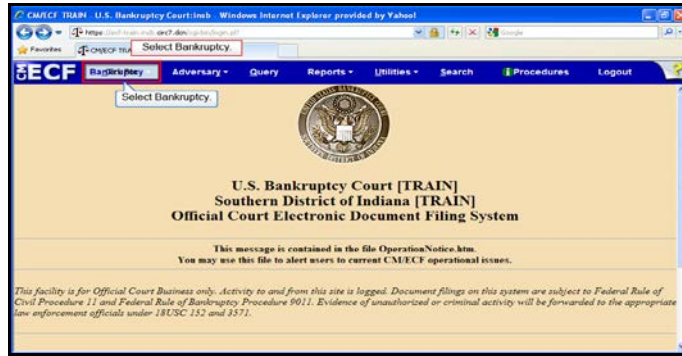 CM/ECF TRAIN - U.S. Bankruptcy Court:insb - Windows Internet Explorer provided by Yahoo!
Google
Favorites
Select Bankruptcy.
ECF Bankruptcy Adversary Query Reports Utilities Search Procedures Logout
Select Bankruptcy.
U.S. Bankruptcy Court [TRAIN]
Southern District of Indiana [TRAIN]
Official Court Electronic Document Filing System
This message is contained in the file OperationNotice.htm.
You may use this file to alert users to current CM/ECF operational issues.
This facility is for Official Court Business only. Activity to and from this site is logged. Document filings on this system are subject to Federal Rule of
Civil Procedure 11 and Federal Rule of Bankruptcy Procedure 9011. Evidence of unauthorized or criminal activity will be forwarded to the appropriate
law enforcement officials under 18USC 152 and 3571.